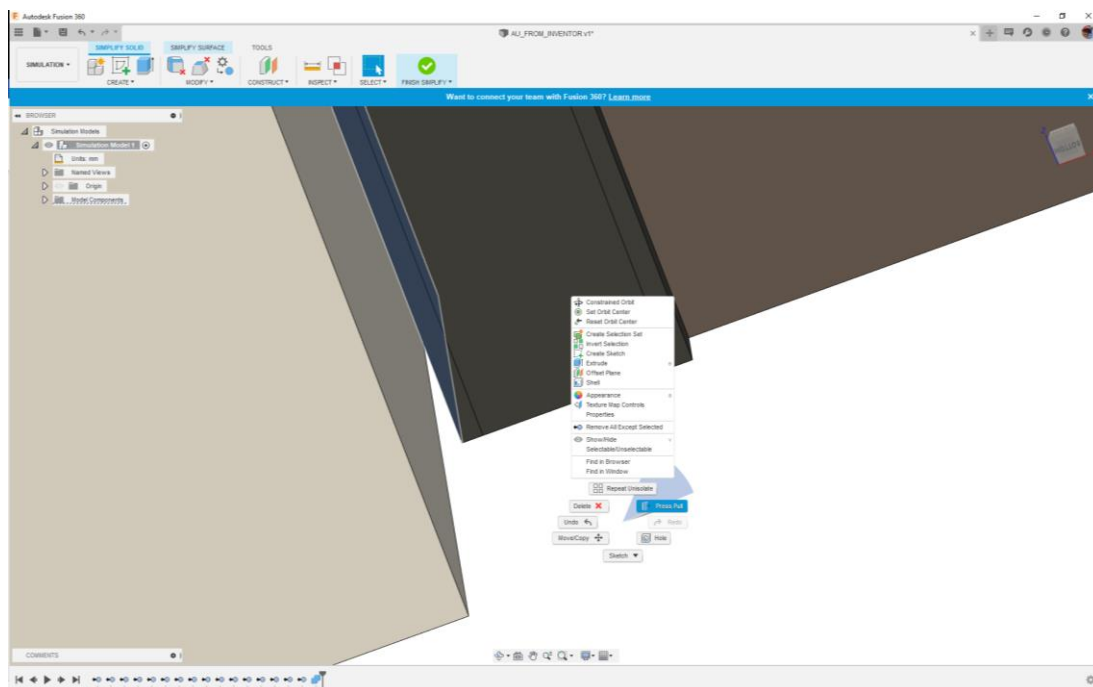 Autodesk Fusion 360
AU_FROM_INVENTOR v1*
SIMPLIFY SOLID
SIMPLIFY SURFACE
TOOLS
SIMULATION
CREATE
MODIFY
CONSTRUCT
INSPECT
SELECT
FINISH SIMPLIFY
Want to connect your team with Fusion 360? Learn more
BROWSER
Simulation Models
Simulation Model 1
Units: mm
Named Views
Origin
Model Components
BOTTOM
Z
Constrained Orbit
Set Orbit Center
Reset Orbit Center
Create Selection Set
Invert Selection
Create Sketch
Extrude
Offset Plane
Shell
Appearance
Texture Map Controls
Properties
Remove All Except Selected
Show/Hide
Selectable/Unselectable
Find in Browser
Find in Window
Repeat Unisolate
Delete
Press Pull
Undo
Redo
Move/Copy
Hole
Sketch
COMMENTS